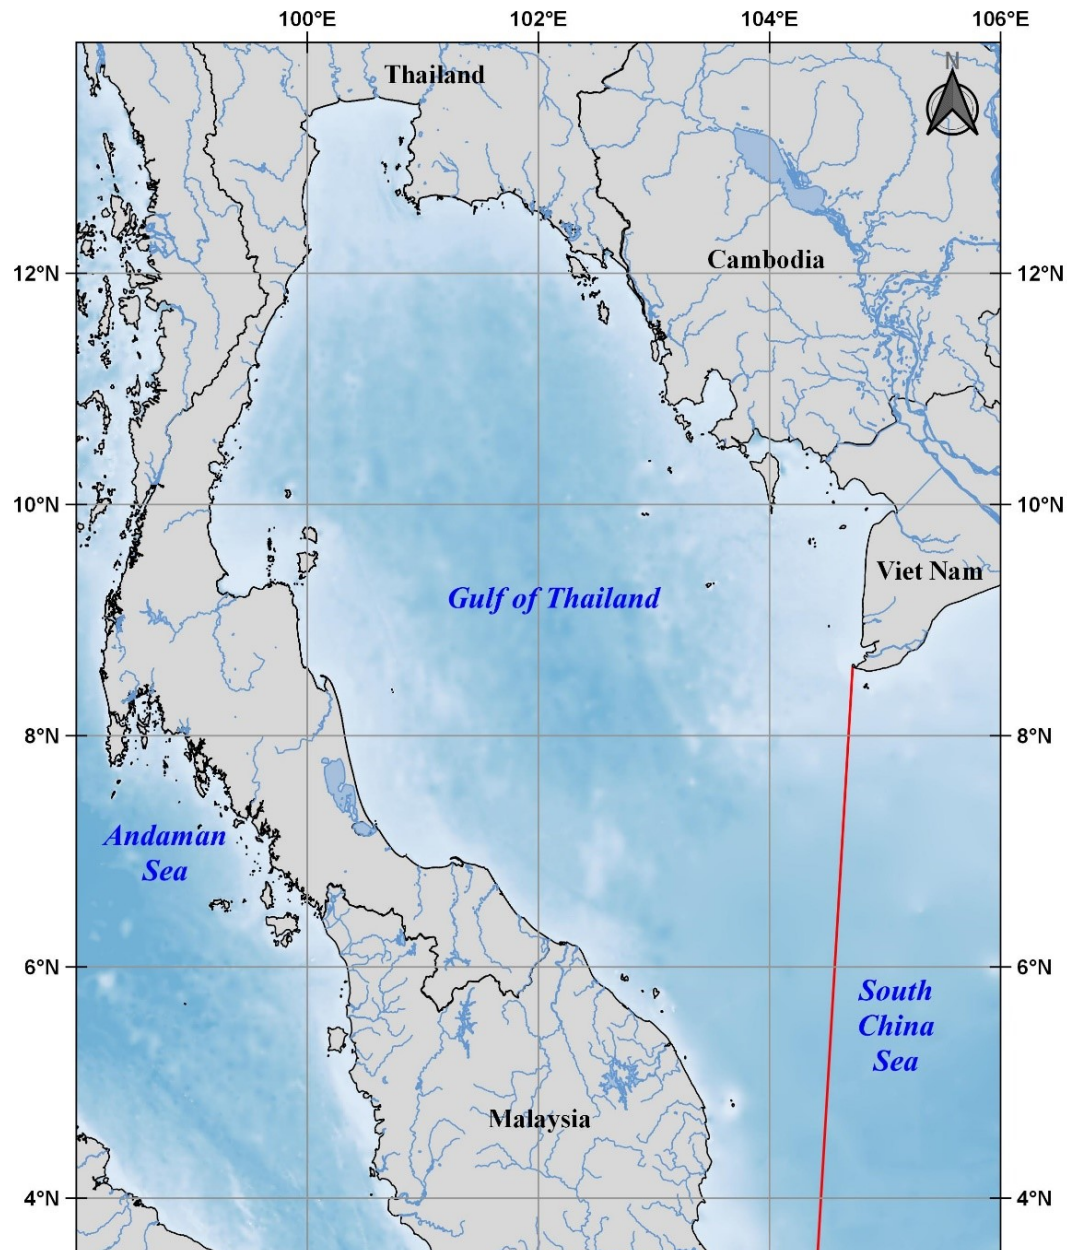 100°E 102°E 104°E 106°E
N
Thailand
Cambodia
12°N 12°N
10°N 10°N
Viet Nam
Gulf of Thailand
8°N 8°N
Andaman
Sea
6°N 6°N
South
China
Sea
Malaysia
4°N 4°N